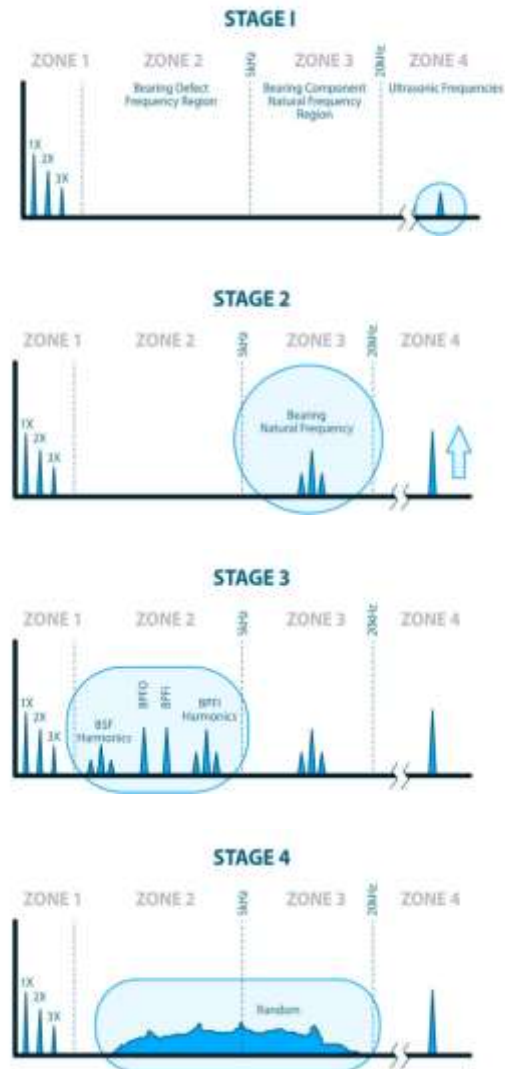 STAGE I
ZONE 1 ZONE 2 5kHz ZONE 3 20kHz ZONE 4
Bearing Defect
Frequency Region
Bearing Component
Natural Frequency
Region
Ultrasonic Frequencies
1X
2X
3X
STAGE 2
ZONE 1 ZONE 2 5kHz ZONE 3 20kHz ZONE 4
Bearing
Natural Frequency
1X
2X
3X
STAGE 3
ZONE 1 ZONE 2 5kHz ZONE 3 20kHz ZONE 4
1X
2X
3X
BSF
Harmonics
BPFO
BPFI
BPFI
Harmonics
STAGE 4
ZONE 1 ZONE 2 5kHz ZONE 3 20kHz ZONE 4
1X
2X
3X
Random